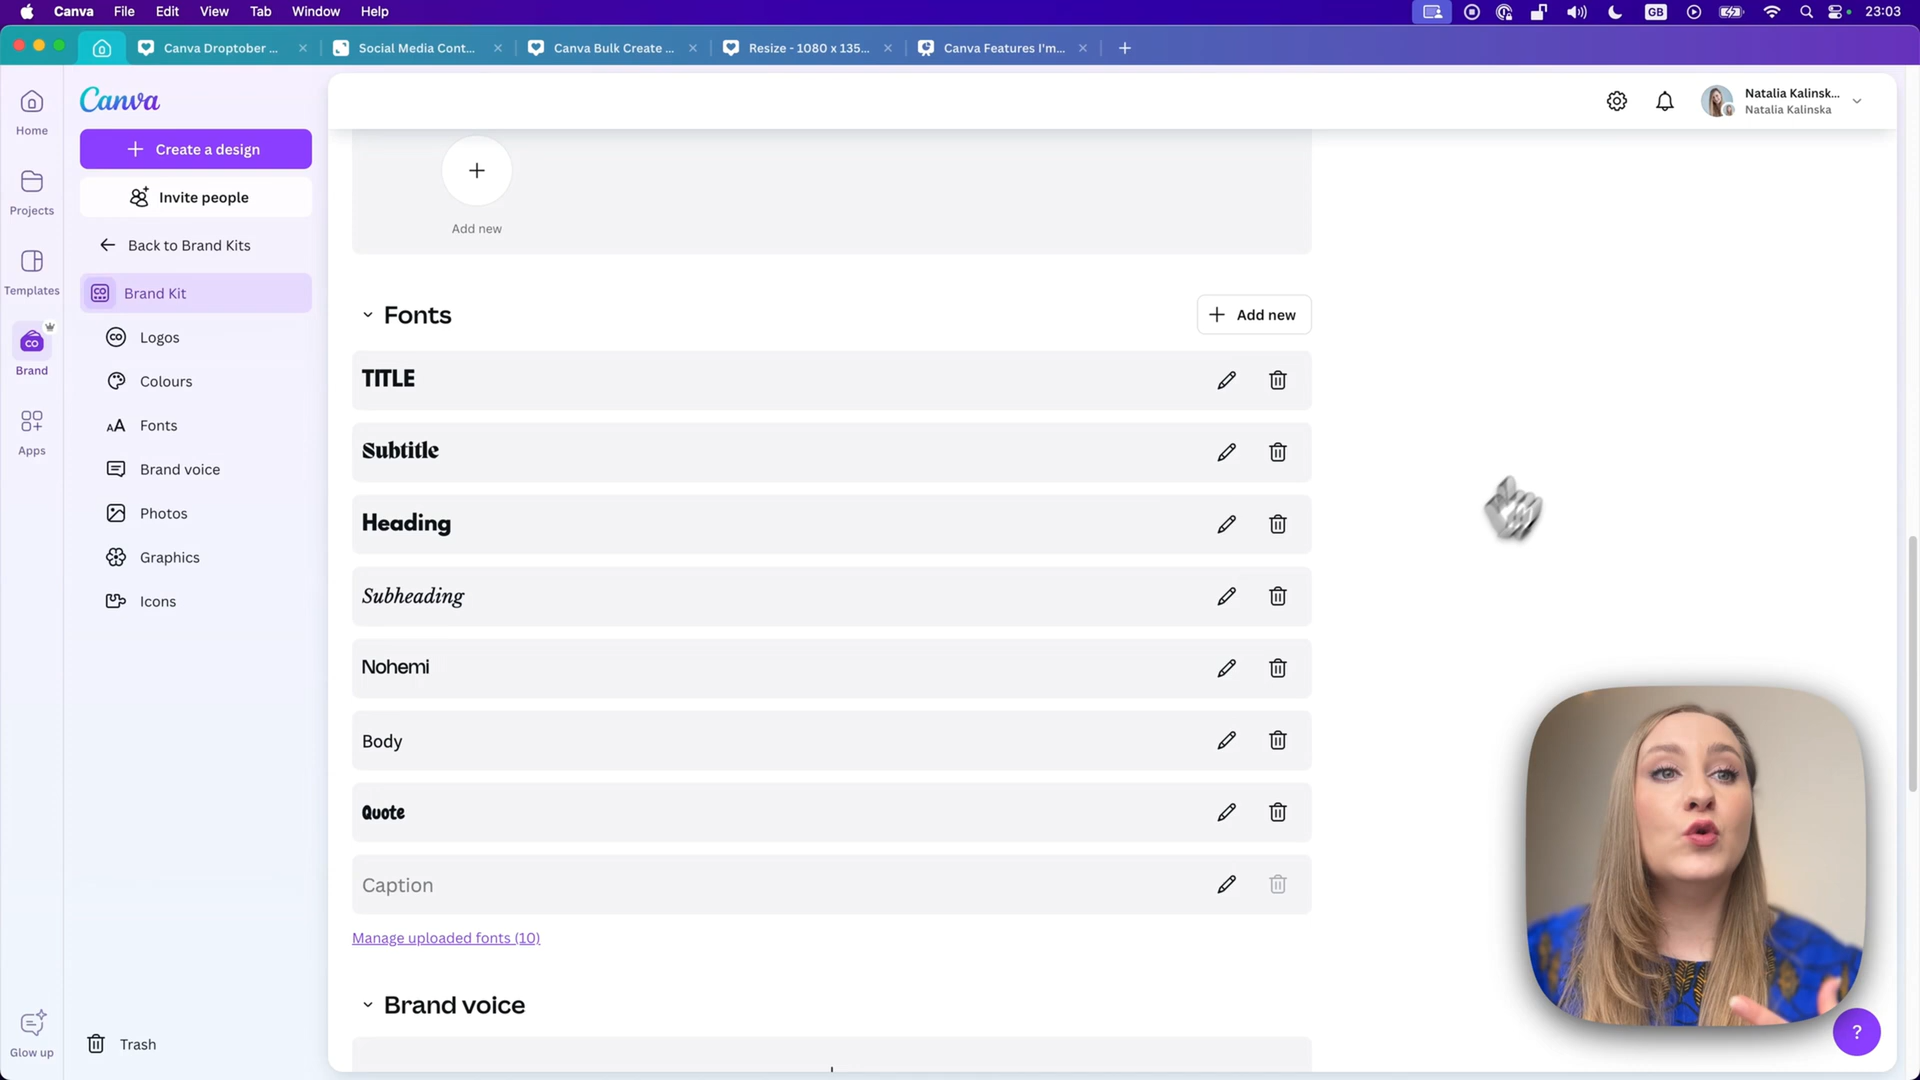 Canva File Edit View Tab Window Help GB 23:03
Canva Droptober ... Social Media Cont... Canva Bulk Create ... Resize - 1080 x 135... Canva Features I'm...
Canva
Natalia Kalinsk...
Natalia Kalinska
Home
Create a design
Invite people
Projects
Add new
Back to Brand Kits
Brand Kit
Templates
Fonts
Add new
Logos
CO
Brand
Colours
TITLE
Fonts
Subtitle
Apps
Brand voice
Photos
Heading
Graphics
Icons
Subheading
Nohemi
Body
Quote
Caption
Manage uploaded fonts (10)
Brand voice
Glow up
Trash
?